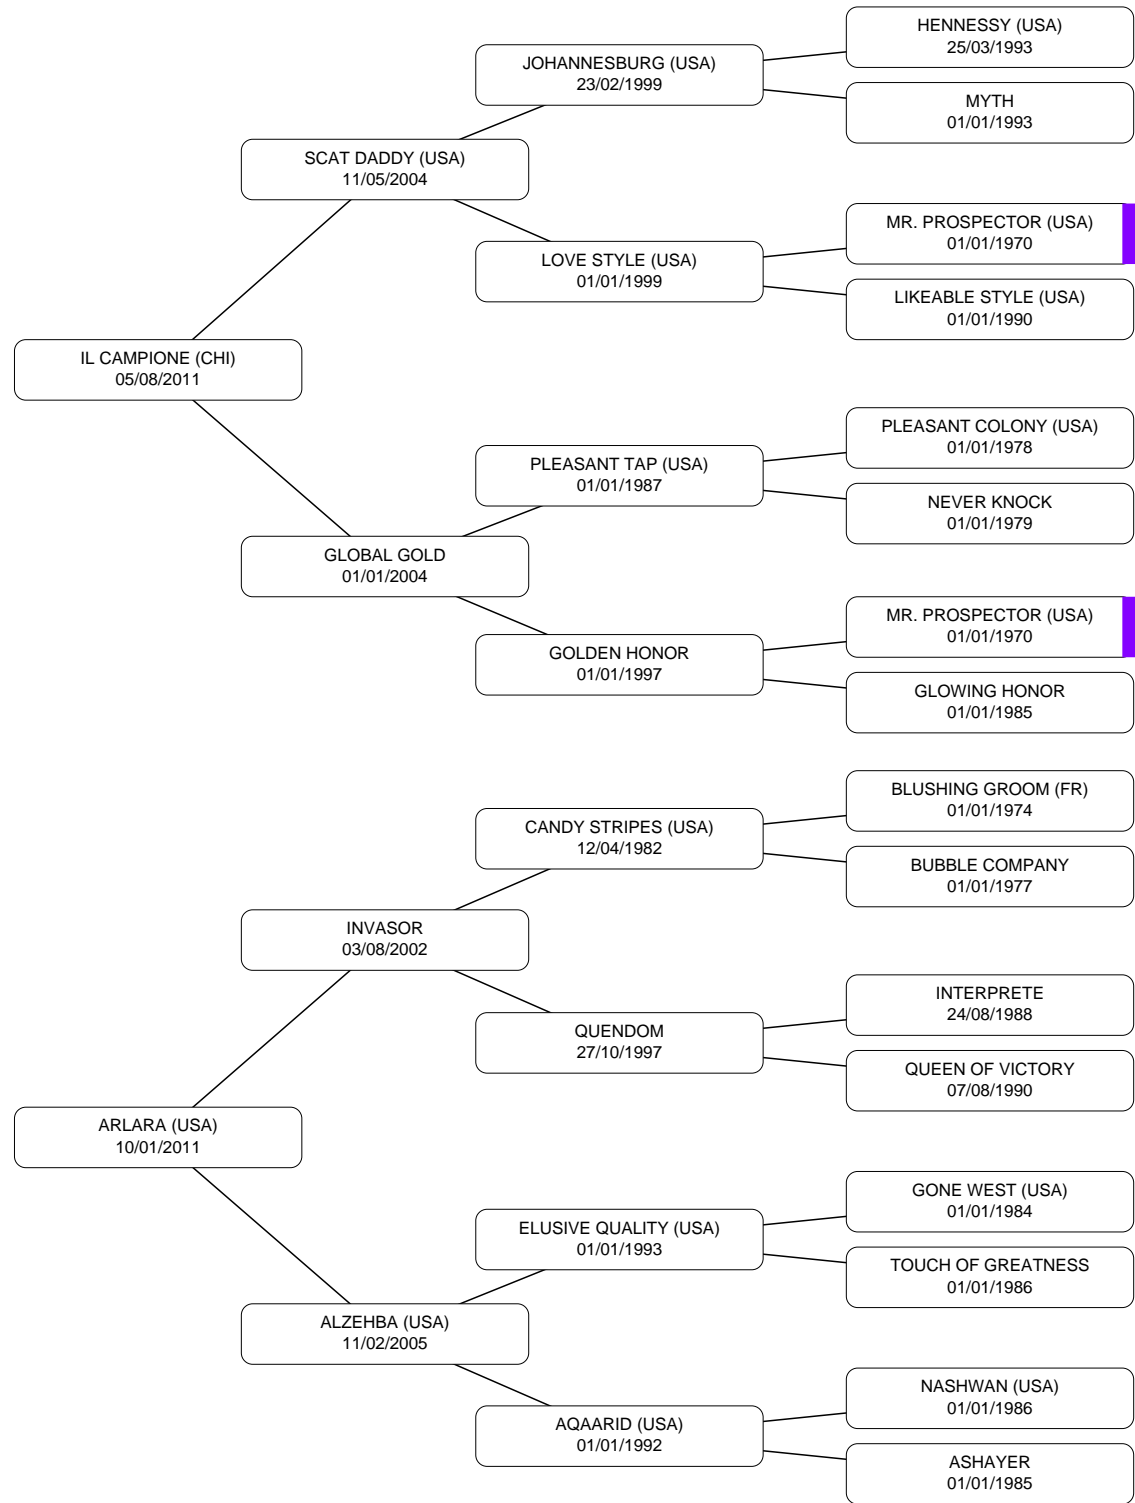 HENNESSY (USA)
25/03/1993
JOHANNESBURG (USA)
23/02/1999
MYTH
01/01/1993
SCAT DADDY (USA)
11/05/2004
MR. PROSPECTOR (USA)
01/01/1970
LOVE STYLE (USA)
01/01/1999
LIKEABLE STYLE (USA)
01/01/1990
IL CAMPIONE (CHI)
05/08/2011
PLEASANT COLONY (USA)
01/01/1978
PLEASANT TAP (USA)
01/01/1987
NEVER KNOCK
01/01/1979
GLOBAL GOLD
01/01/2004
MR. PROSPECTOR (USA)
01/01/1970
GOLDEN HONOR
01/01/1997
GLOWING HONOR
01/01/1985
BLUSHING GROOM (FR)
01/01/1974
CANDY STRIPES (USA)
12/04/1982
BUBBLE COMPANY
01/01/1977
INVASOR
03/08/2002
INTERPRETE
24/08/1988
QUENDOM
27/10/1997
QUEEN OF VICTORY
07/08/1990
ARLARA (USA)
10/01/2011
GONE WEST (USA)
01/01/1984
ELUSIVE QUALITY (USA)
01/01/1993
TOUCH OF GREATNESS
01/01/1986
ALZEHBA (USA)
11/02/2005
NASHWAN (USA)
01/01/1986
AQAARID (USA)
01/01/1992
ASHAYER
01/01/1985